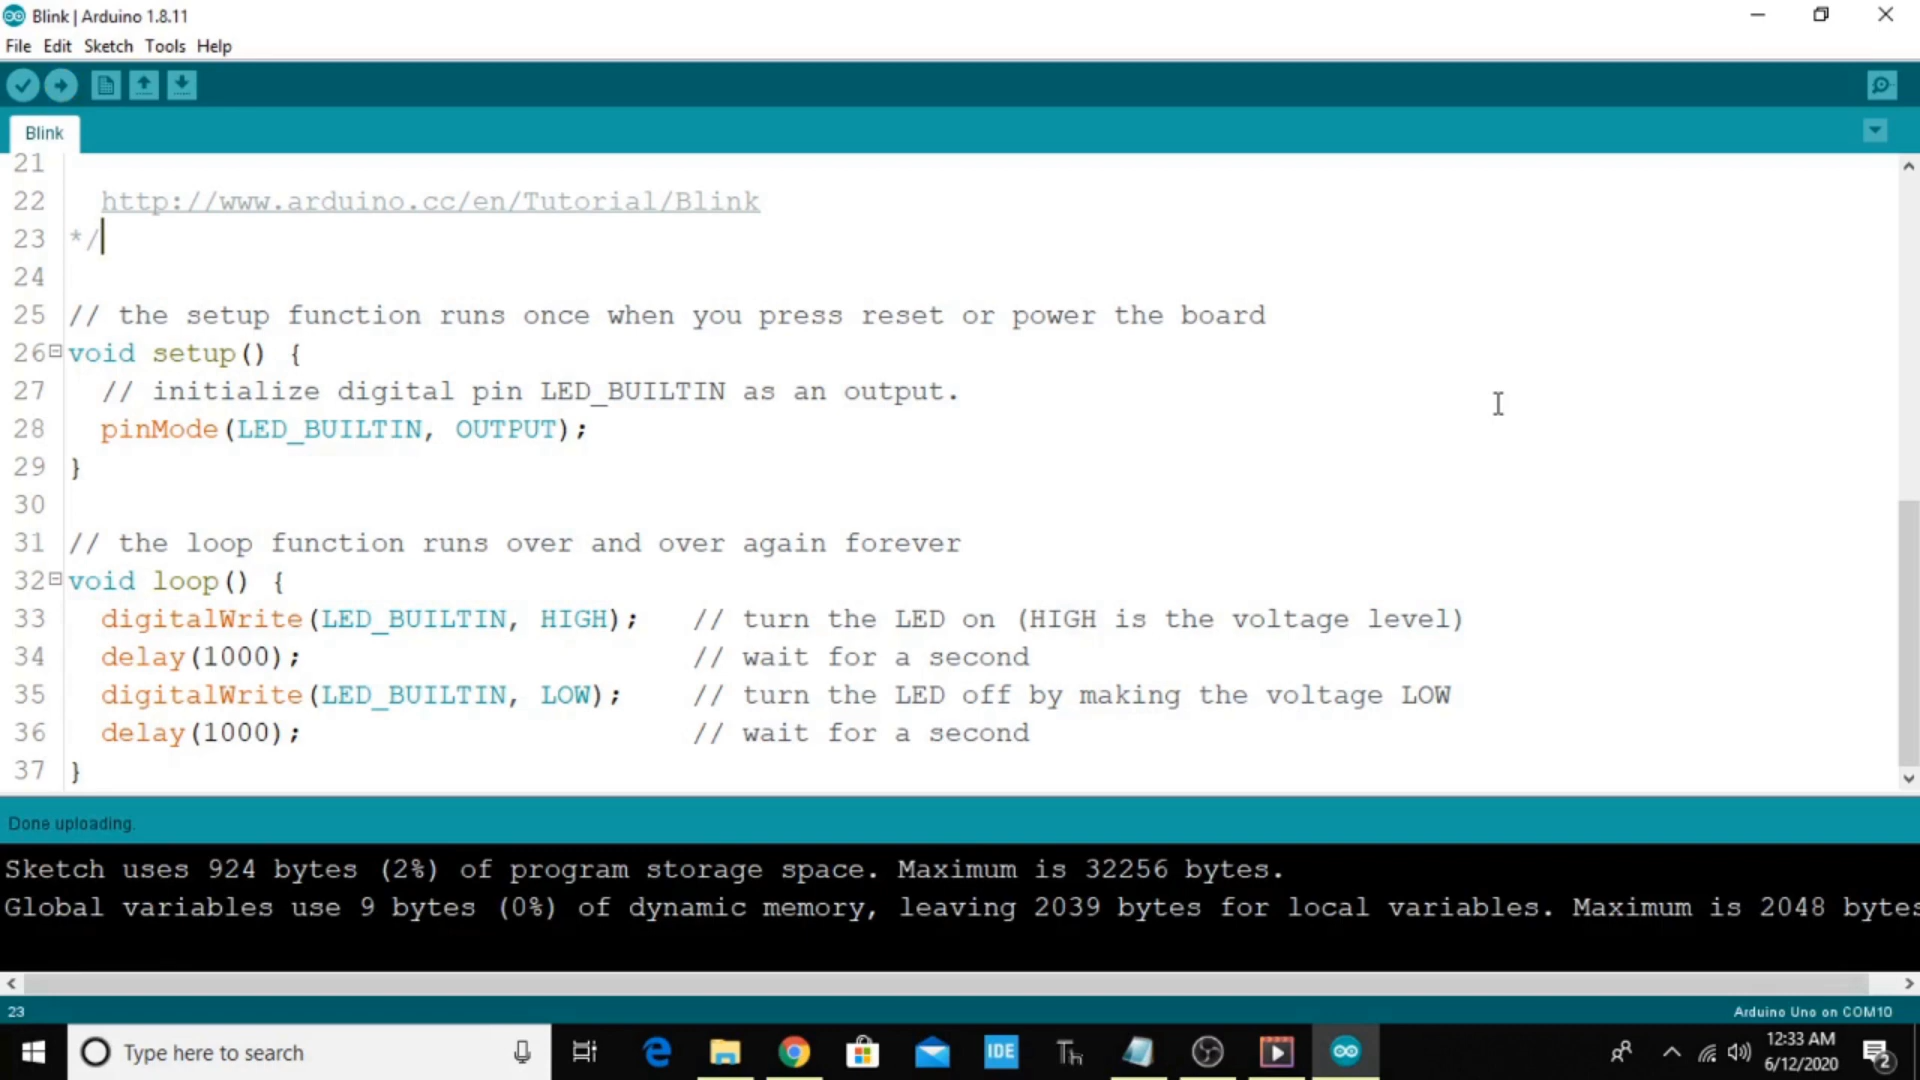 Blink | Arduino 1.8.11
File Edit Sketch Tools Help
Blink
21
22 http://www.arduino.cc/en/Tutorial/Blink
23 */
24
25 // the setup function runs once when you press reset or power the board
26 void setup() {
27 // initialize digital pin LED_BUILTIN as an output.
28 pinMode(LED_BUILTIN, OUTPUT);
29 }
30
31 // the loop function runs over and over again forever
32 void loop() {
33 digitalWrite(LED_BUILTIN, HIGH); // turn the LED on (HIGH is the voltage level)
34 delay(1000); // wait for a second
35 digitalWrite(LED_BUILTIN, LOW); // turn the LED off by making the voltage LOW
36 delay(1000); // wait for a second
37 }
Done uploading.
Sketch uses 924 bytes (2%) of program storage space. Maximum is 32256 bytes.
Global variables use 9 bytes (0%) of dynamic memory, leaving 2039 bytes for local variables. Maximum is 2048 bytes
23 Arduino Uno on COM10
Type here to search
IDE
Th
12:33 AM
6/12/2020
2